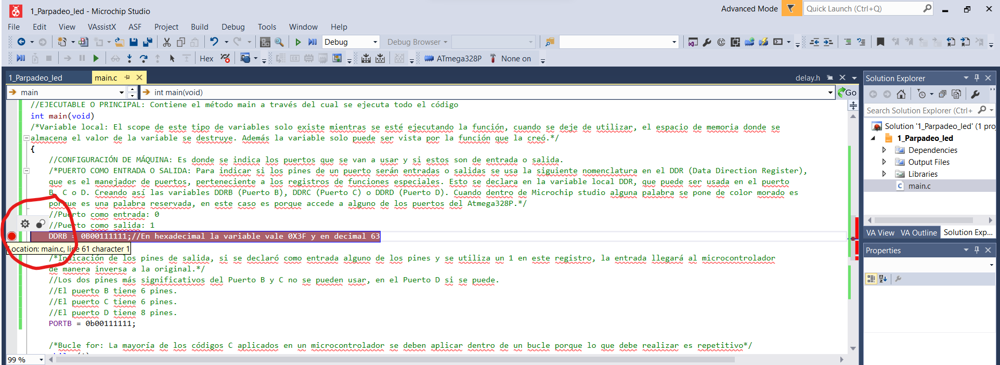 1_Parpadeo_led - Microchip Studio
Advanced Mode
Quick Launch (Ctrl+Q)
File Edit View VAssistX ASF Project Build Debug Tools Window Help
Debug
Debug Browser
Hex
ATmega328P
None on
1_Parpadeo_led
main.c
delay.h
main
int main(void)
Go
//EJECUTABLE O PRINCIPAL: Contiene el método main a través del cual se ejecuta todo el código
int main(void)
/*Variable local: El scope de este tipo de variables solo existe mientras se esté ejecutando la función, cuando se deje de utilizar, el espacio de memoria donde se
almacena el valor de la variable se destruye. Además la variable solo puede ser vista por la función que la creó.*/
{
//CONFIGURACIÓN DE MÁQUINA: Es donde se indica los puertos que se van a usar y si estos son de entrada o salida.
/*PUERTO COMO ENTRADA O SALIDA: Para indicar si los pines de un puerto serán entradas o salidas se usa la siguiente nomenclatura en el DDR (Data Direction Register),
que es el manejador de puertos, perteneciente a los registros de funciones especiales. Esto se declara en la variable local DDR, que puede ser usada en el puerto
B, C o D. Creando así las variables DDRB (Puerto B), DDRC (Puerto C) o DDRD (Puerto D). Cuando dentro de Microchip studio alguna palabra se pone de color morado es
porque es una palabra reservada, en este caso es porque accede a alguno de los puertos del Atmega328P.*/
//Puerto como entrada: 0
//Puerto como salida: 1
DDRB = 0B00111111;//En hexadecimal la variable vale 0X3F y en decimal 63
Location: main.c, line 61 character 1
/*Indicación de los pines de salida, si se declaró como entrada alguno de los pines y se utiliza un 1 en este registro, la entrada llegará al microcontrolador
de manera inversa a la original.*/
//Los dos pines más significativos del Puerto B y C no se pueden usar, en el Puerto D si se puede.
//El puerto B tiene 6 pines.
//El puerto C tiene 6 pines.
//El puerto D tiene 8 pines.
PORTB = 0b00111111;
/*Bucle for: La mayoría de los códigos C aplicados en un microcontrolador se deben aplicar dentro de un bucle porque lo que debe realizar es repetitivo*/
99 %
Solution Explorer
Search Solution Explorer (Ctrl+
Solution '1_Parpadeo_led' (1 proj
1_Parpadeo_led
Dependencies
Output Files
Libraries
main.c
VA View VA Outline Solution Exp...
Properties